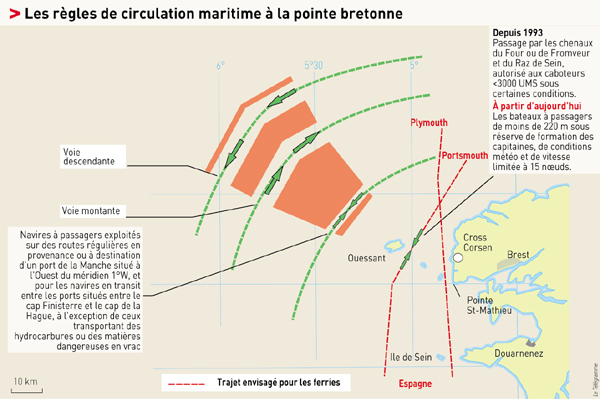 > Les règles de circulation maritime à la pointe bretonne
Depuis 1993
Passage par les chenaux
du Four ou de Fromveur
et du Raz de Sein,
autorisé aux caboteurs
<3000 UMS sous
certaines conditions.
À partir d'aujourd'hui
Les bateaux à passagers
de moins de 220 m sous
réserve de formation des
capitaines, de conditions
météo et de vitesse
limitée à 15 nœuds.
6°
5°30
5°
Plymouth
Portsmouth
Voie
descendante
Voie montante
Navires à passagers exploités
sur des routes régulières en
provenance ou à destination
d'un port de la Manche situé à
l'Ouest du méridien 1°W, et
pour les navires en transit
entre les ports situés entre le
cap Finisterre et le cap de la
Hague, à l'exception de ceux
transportant des
hydrocarbures ou des matières
dangereuses en vrac
Ouessant
Cross
Corsen
Brest
Pointe
St-Mathieu
Ile de Sein
Douarnenez
Espagne
10 km
Trajet envisagé pour les ferries
Le Télégramme